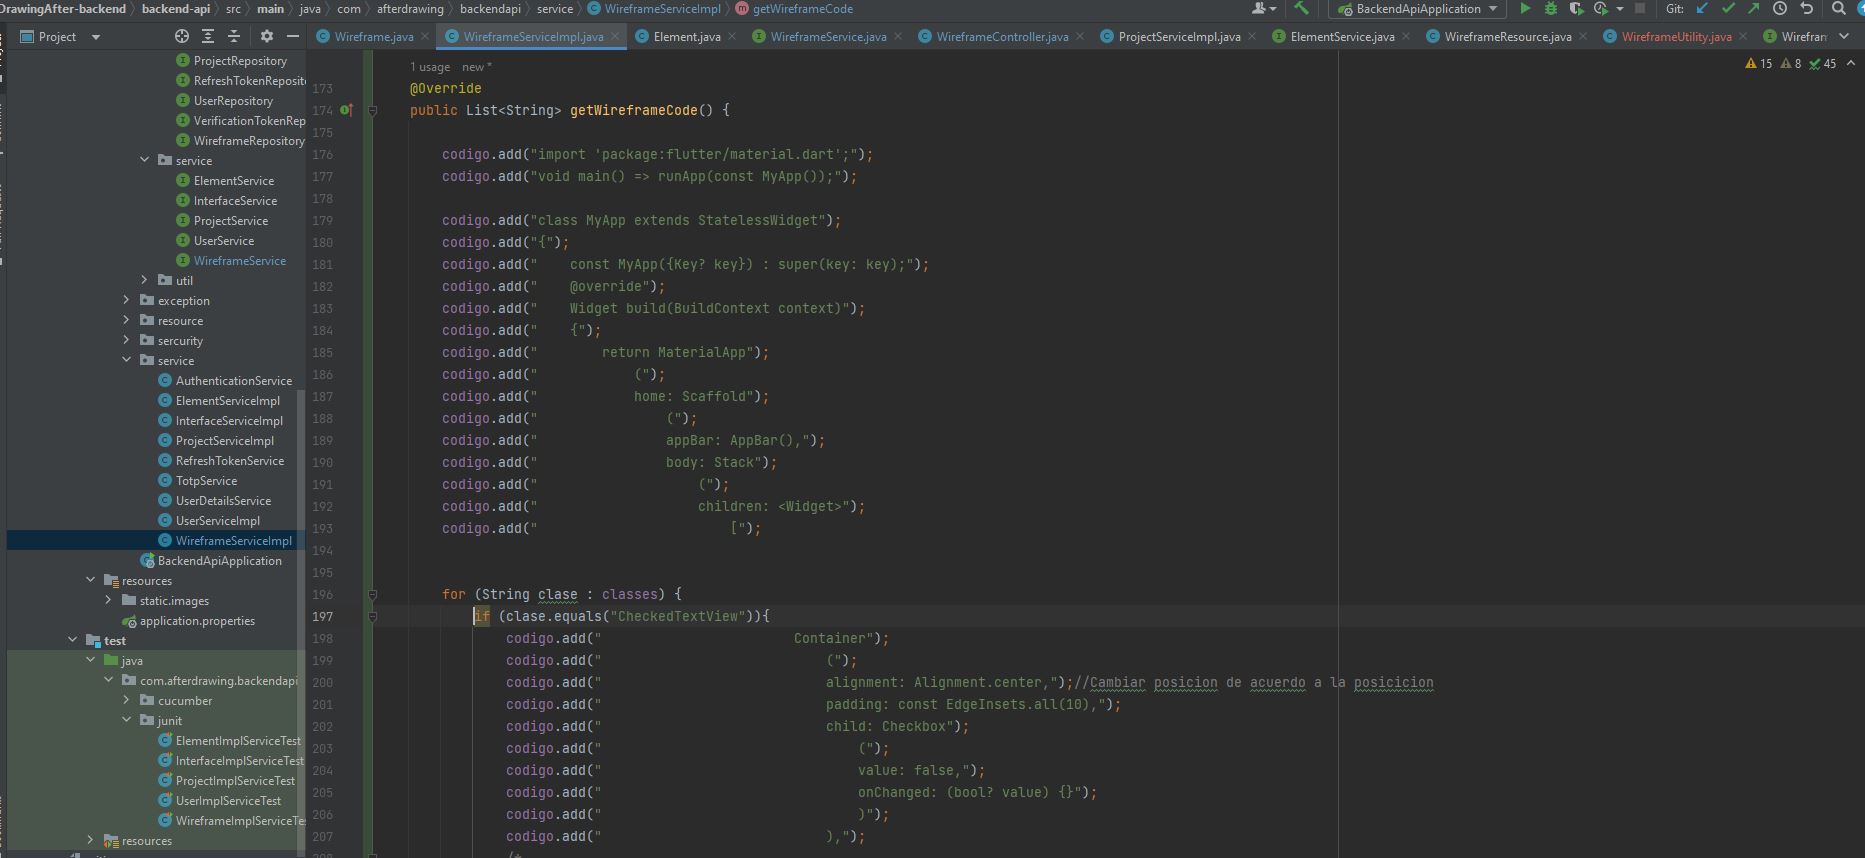 DrawingAfter-backend › backend-api › src › main › java › com › afterdrawing › backendapi › service › WireframeServiceImpl › getWireframeCode
BackendApiApplication
Git:
Project
Wireframe.java
WireframeServiceImpl.java
Element.java
WireframeService.java
WireframeController.java
ProjectServiceImpl.java
ElementService.java
WireframeResource.java
WireframeUtility.java
Wirefran
ProjectRepository
RefreshTokenReposit
UserRepository
VerificationTokenRep
WireframeRepository
service
ElementService
InterfaceService
ProjectService
UserService
WireframeService
util
exception
resource
sercurity
service
AuthenticationService
ElementServiceImpl
InterfaceServiceImpl
ProjectServiceImpl
RefreshTokenService
TotpService
UserDetailsService
UserServiceImpl
WireframeServiceImpl
BackendApiApplication
resources
static.images
application.properties
test
java
com.afterdrawing.backendapi
cucumber
junit
ElementImplServiceTest
InterfaceImplServiceTest
ProjectImplServiceTest
UserImplServiceTest
WireframeImplServiceTe
resources
15 8 45
1 usage new *
173 @Override
174 public List<String> getWireframeCode() {
175
176 codigo.add("import 'package:flutter/material.dart';");
177 codigo.add("void main() => runApp(const MyApp());");
178
179 codigo.add("class MyApp extends StatelessWidget");
180 codigo.add("{");
181 codigo.add("    const MyApp({Key? key}) : super(key: key);");
182 codigo.add("    @override");
183 codigo.add("    Widget build(BuildContext context)");
184 codigo.add("    {");
185 codigo.add("        return MaterialApp");
186 codigo.add("            (");
187 codigo.add("            home: Scaffold");
188 codigo.add("                (");
189 codigo.add("                appBar: AppBar(),");
190 codigo.add("                body: Stack");
191 codigo.add("                    (");
192 codigo.add("                    children: <Widget>");
193 codigo.add("                        [");
194
195
196 for (String clase : classes) {
197 if (clase.equals("CheckedTextView")){
198 codigo.add("                        Container");
199 codigo.add("                            (");
200 codigo.add("                            alignment: Alignment.center,");//Cambiar posicion de acuerdo a la posicicion
201 codigo.add("                            padding: const EdgeInsets.all(10),");
202 codigo.add("                            child: Checkbox");
203 codigo.add("                                (");
204 codigo.add("                                value: false,");
205 codigo.add("                                onChanged: (bool? value) {}");
206 codigo.add("                                )");
207 codigo.add("                            ),");
/*